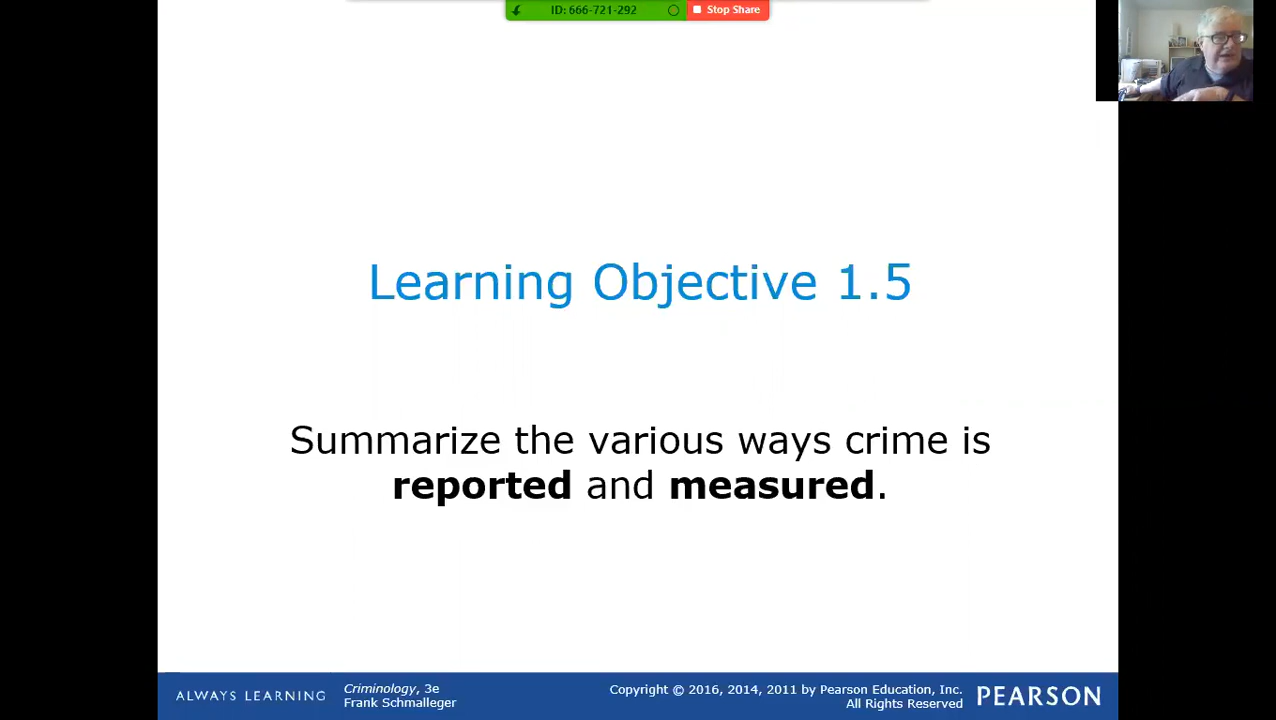 ID: 666-721-292
Stop Share
Learning Objective 1.5
Summarize the various ways crime is
reported and measured.
ALWAYS LEARNING
Criminology, 3e
Frank Schmalleger
Copyright © 2016, 2014, 2011 by Pearson Education, Inc.
All Rights Reserved
PEARSON